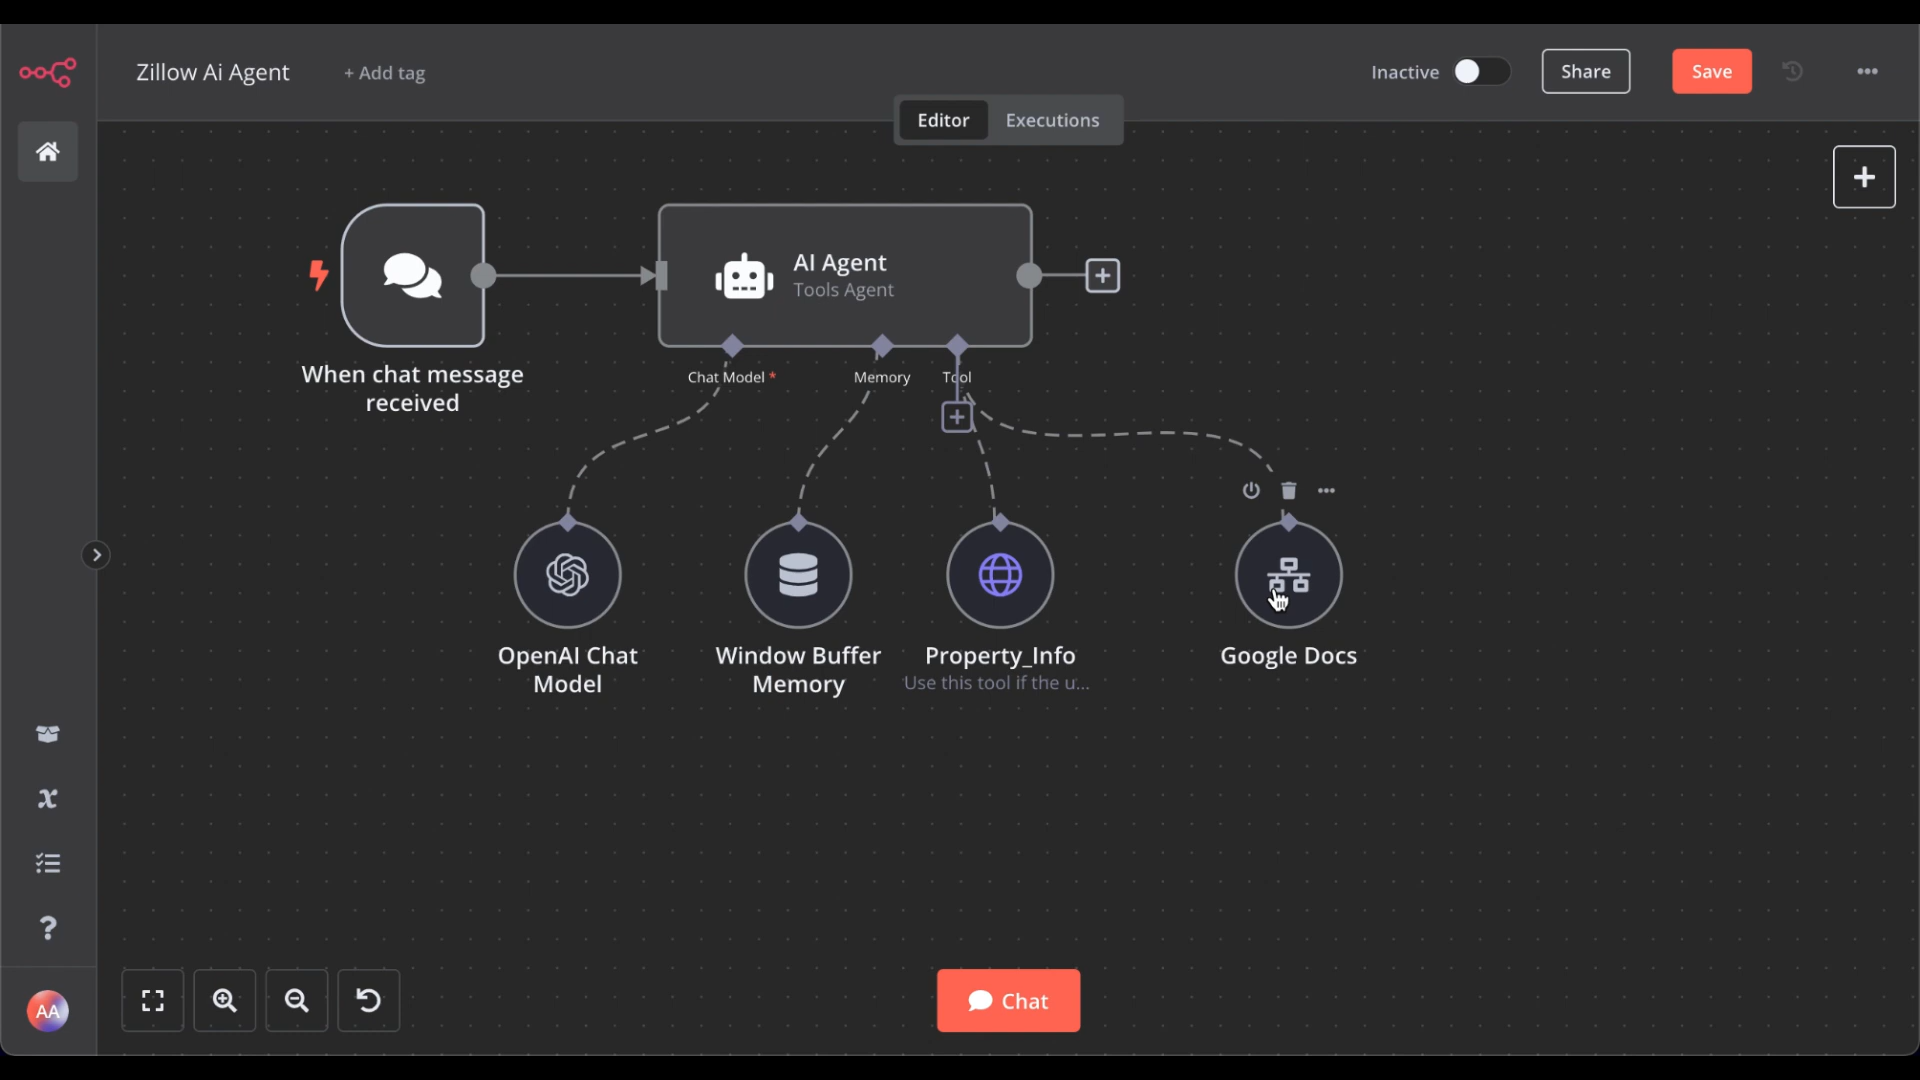 Zillow Ai Agent
+ Add tag
Inactive
Share
Save
Editor
Executions
AI Agent
Tools Agent
When chat message
received
Chat Model *
Memory
Tool
OpenAI Chat
Model
Window Buffer
Memory
Property_Info
Use this tool if the u...
Google Docs
AA
Chat